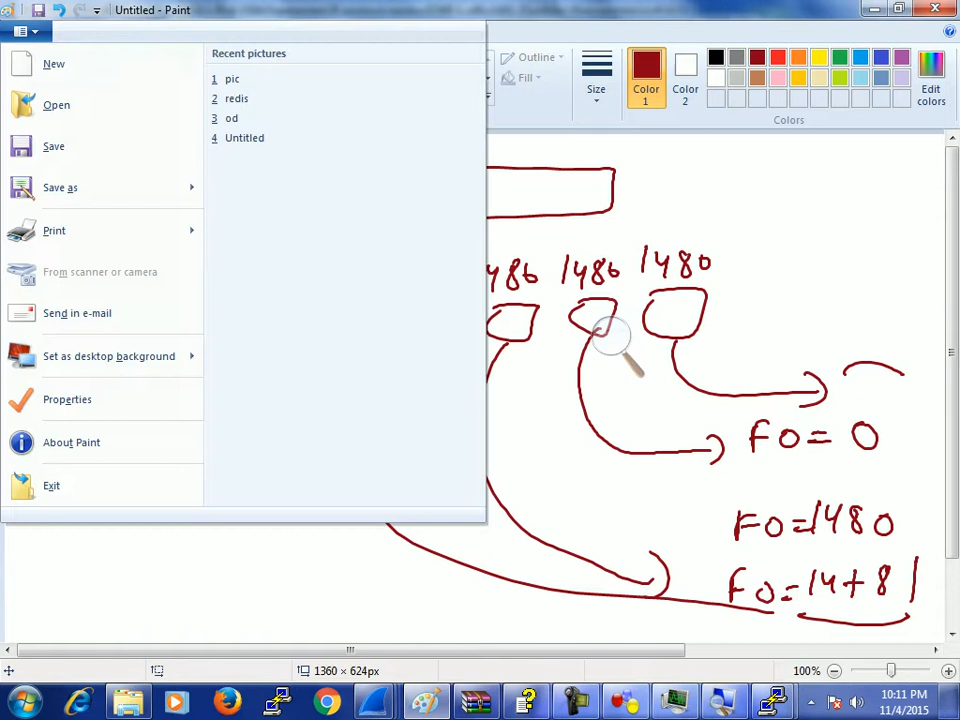 Untitled - Paint
Recent pictures
New
1 pic
2 redis
Open
3 od
4 Untitled
Save
Save as
Print
From scanner or camera
Send in e-mail
Set as desktop background
Properties
About Paint
Exit
Outline
Fill
Size
Color 1
Color 2
Edit colors
Colors
1480 1480
FO = 0
FO = 1480
FO = 14+8
1360 × 624px
100%
10:11 PM
11/4/2015